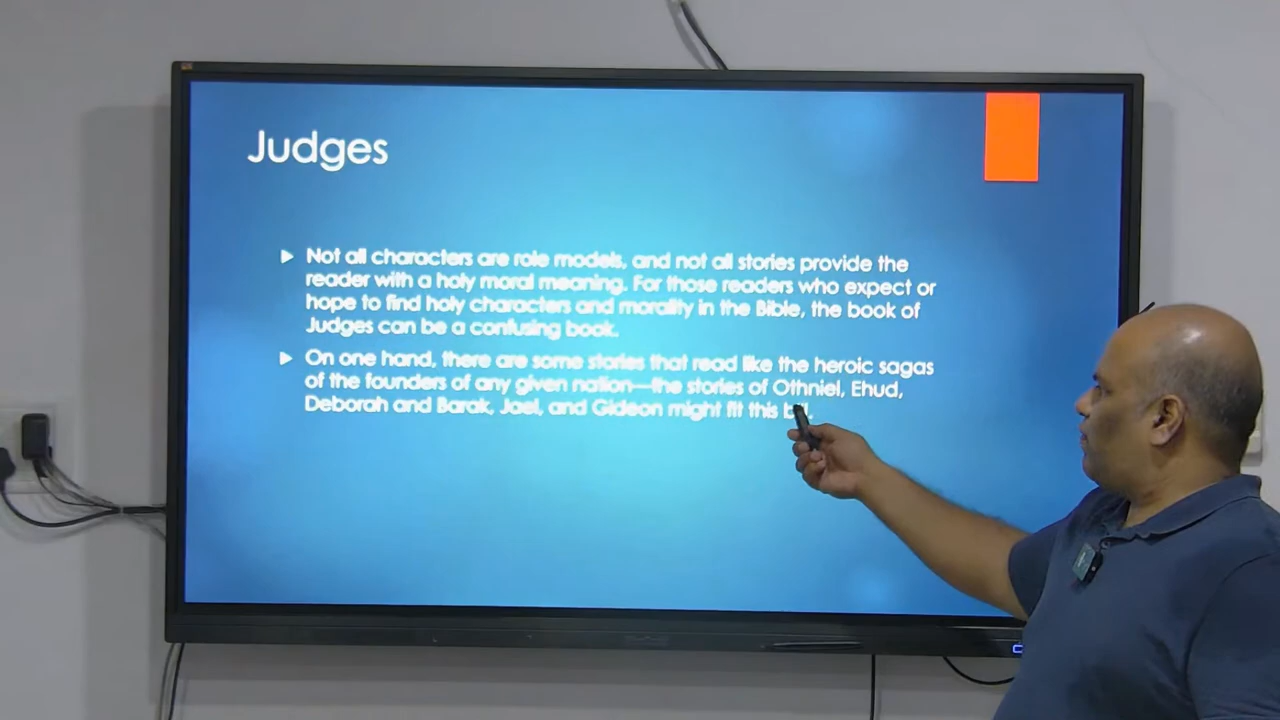 Judges
Not all characters are role models, and not all stories provide the
reader with a holy moral meaning. For those readers who expect or
hope to find holy characters and morality in the Bible, the book of
Judges can be a confusing book.
On one hand, there are some stories that read like the heroic sagas
of the founders of any given nation—the stories of Othniel, Ehud,
Deborah and Barak, Jael, and Gideon might fit this bill.